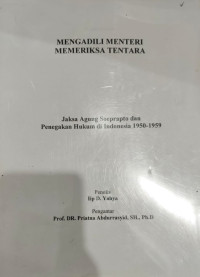 MENGADILI MENTERI
MEMERIKSA TENTARA
Jaksa Agung Soeprapto dan
Penegakan Hukum di Indonesia 1950-1959
Penulis
Iip D. Yahya
Pengantar
Prof. DR. Priatna Abdurrasyid, SH., Ph.D